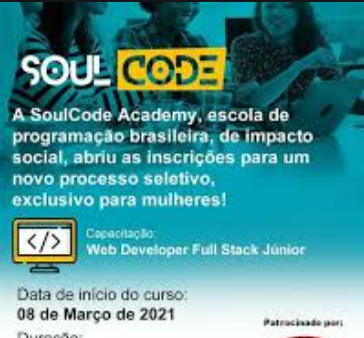 SOUL CODE
A SoulCode Academy, escola de
programação brasileira, de impacto
social, abriu as inscrições para um
novo processo seletivo,
exclusivo para mulheres!
</>
Capacitação:
Web Developer Full Stack Júnior
Data de início do curso:
08 de Março de 2021
Duração:
Patrocinado por: